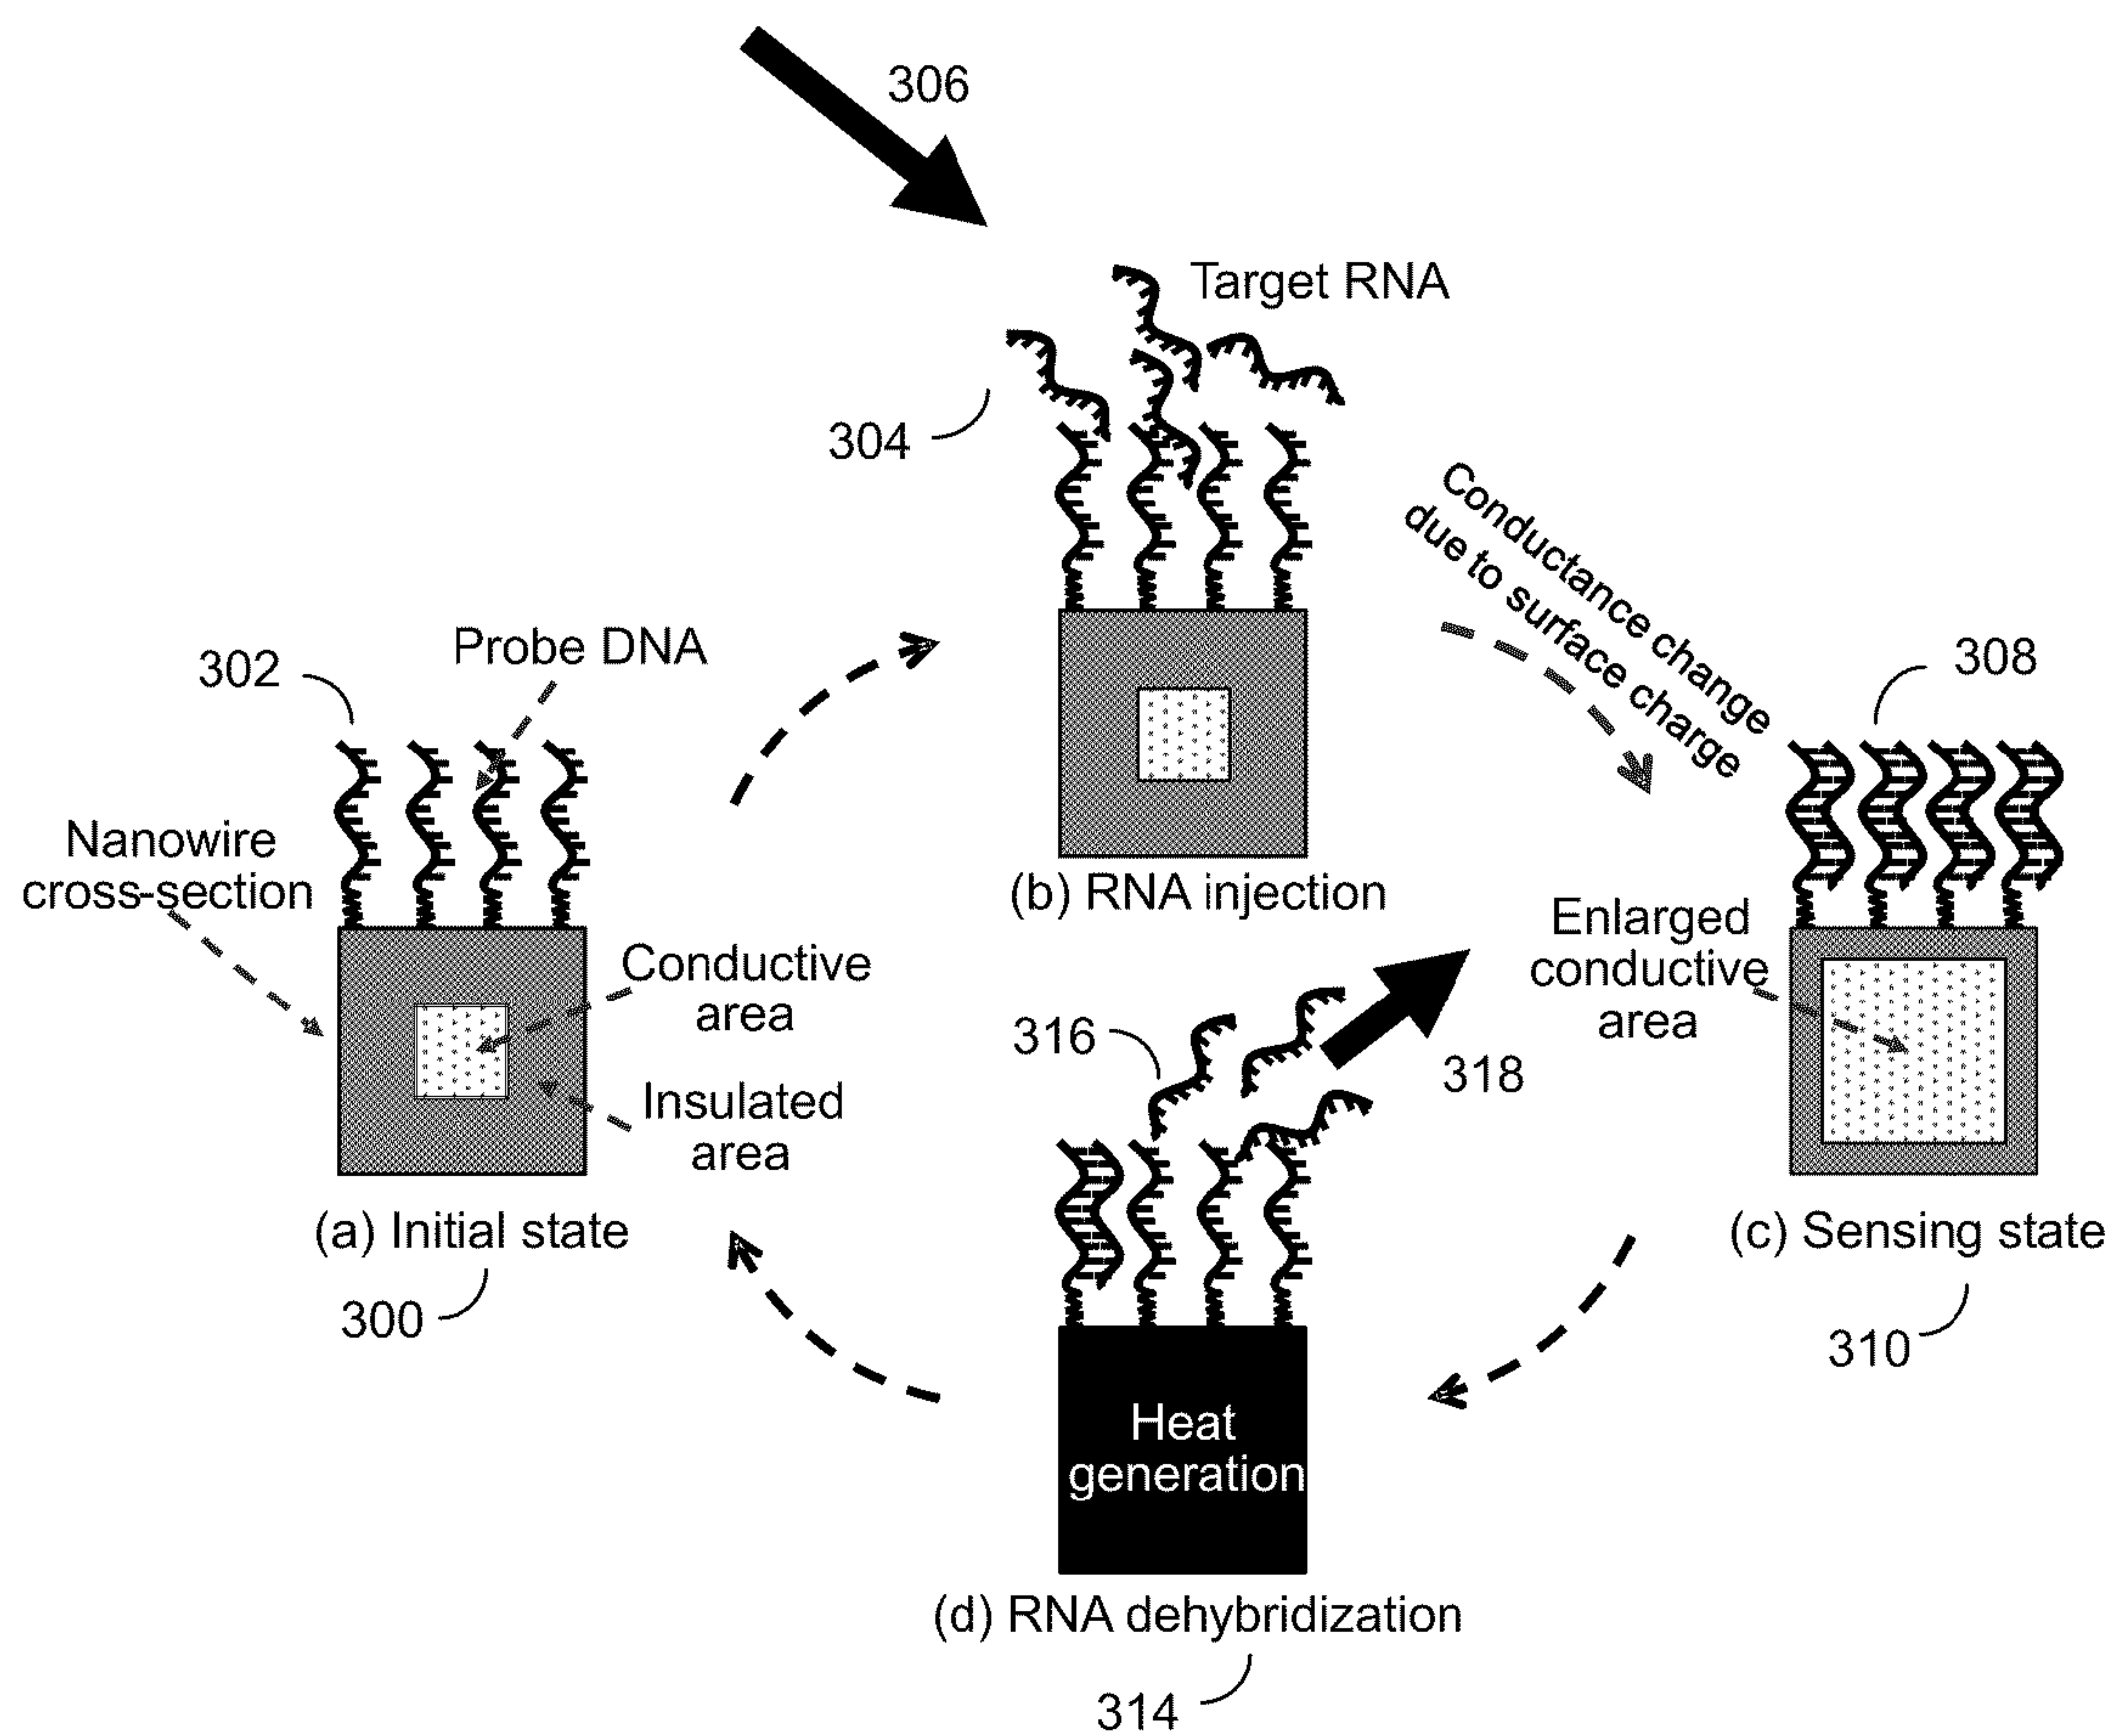 306
Target RNA
304
Conductance change
due to surface charge
302
Probe DNA
308
Nanowire
cross-section
(b) RNA injection
Enlarged
conductive
area
Conductive
area
316
318
Insulated
area
(a) Initial state
300
(c) Sensing state
310
Heat
generation
(d) RNA dehybridization
314